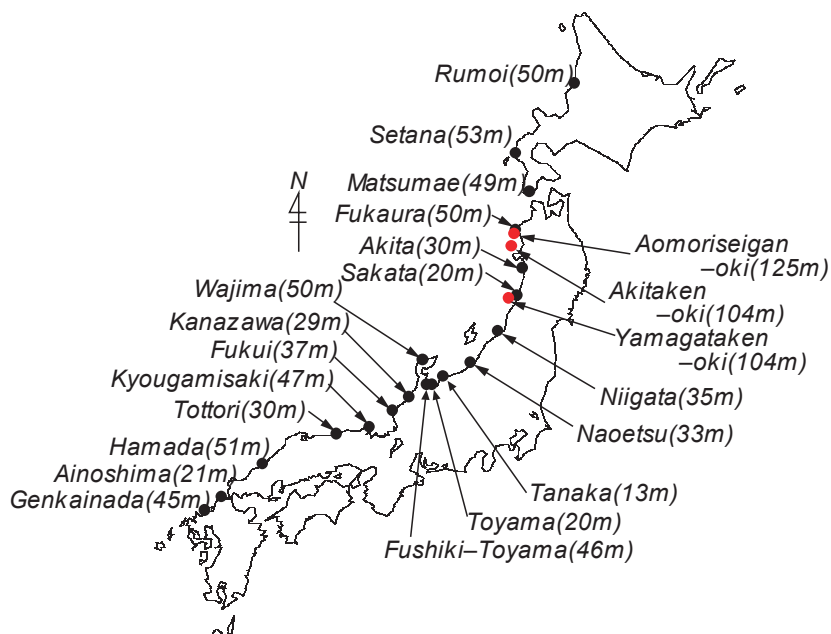 Rumoi(50m)
Setana(53m)
N
Matsumae(49m)
Fukaura(50m)
Akita(30m)
Sakata(20m)
Aomoriseigan
–oki(125m)
Akitaken
–oki(104m)
Yamagataken
–oki(104m)
Wajima(50m)
Kanazawa(29m)
Fukui(37m)
Kyougamisaki(47m)
Tottori(30m)
Hamada(51m)
Ainoshima(21m)
Genkainada(45m)
Niigata(35m)
Naoetsu(33m)
Tanaka(13m)
Toyama(20m)
Fushiki–Toyama(46m)